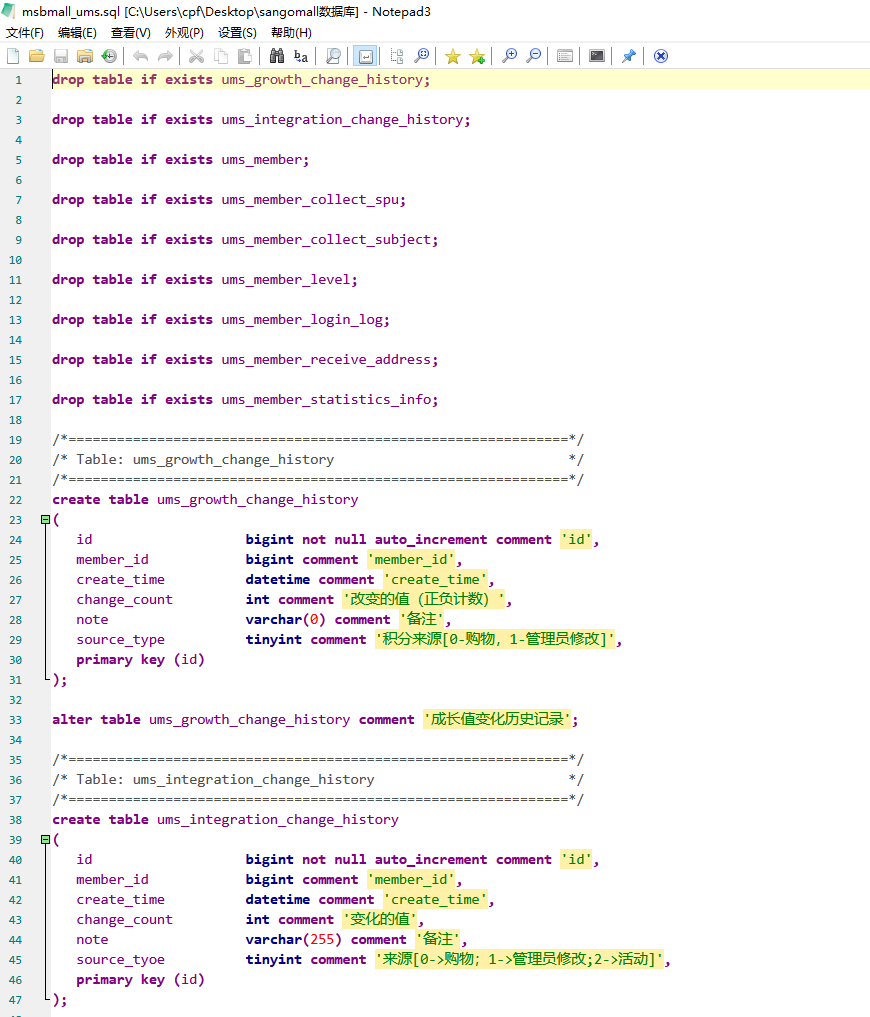 msbmall_ums.sql [C:\Users\cpf\Desktop\sangomall数据库] - Notepad3
文件(F) 编辑(E) 查看(V) 外观(P) 设置(S) 帮助(H)
1 drop table if exists ums_growth_change_history;
2
3 drop table if exists ums_integration_change_history;
4
5 drop table if exists ums_member;
6
7 drop table if exists ums_member_collect_spu;
8
9 drop table if exists ums_member_collect_subject;
10
11 drop table if exists ums_member_level;
12
13 drop table if exists ums_member_login_log;
14
15 drop table if exists ums_member_receive_address;
16
17 drop table if exists ums_member_statistics_info;
18
19 /*==============================================================*/
20 /* Table: ums_growth_change_history                             */
21 /*==============================================================*/
22 create table ums_growth_change_history
23 (
24    id                   bigint not null auto_increment comment 'id',
25    member_id            bigint comment 'member_id',
26    create_time          datetime comment 'create_time',
27    change_count         int comment '改变的值（正负计数）',
28    note                 varchar(0) comment '备注',
29    source_type          tinyint comment '积分来源[0-购物，1-管理员修改]',
30    primary key (id)
31 );
32
33 alter table ums_growth_change_history comment '成长值变化历史记录';
34
35 /*==============================================================*/
36 /* Table: ums_integration_change_history                        */
37 /*==============================================================*/
38 create table ums_integration_change_history
39 (
40    id                   bigint not null auto_increment comment 'id',
41    member_id            bigint comment 'member_id',
42    create_time          datetime comment 'create_time',
43    change_count         int comment '变化的值',
44    note                 varchar(255) comment '备注',
45    source_tyoe          tinyint comment '来源[0->购物；1->管理员修改;2->活动]',
46    primary key (id)
47 );